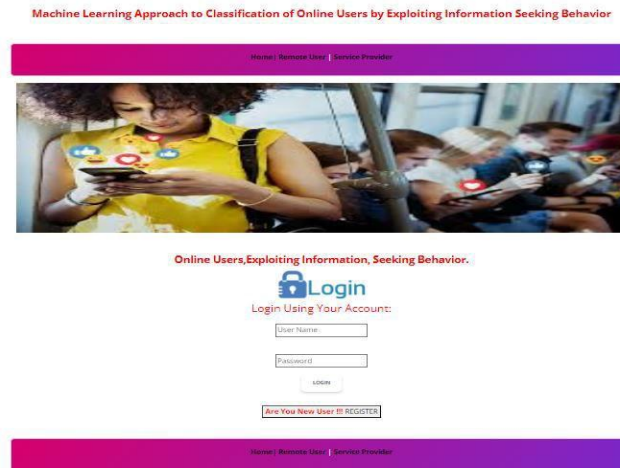 Machine Learning Approach to Classification of Online Users by Exploiting Information Seeking Behavior
Home| Remote User | Service Provider
Online Users,Exploiting Information, Seeking Behavior.
Login
Login Using Your Account:
User Name
Password
LOGIN
Are You New User !!! REGISTER
Home| Remote User | Service Provider